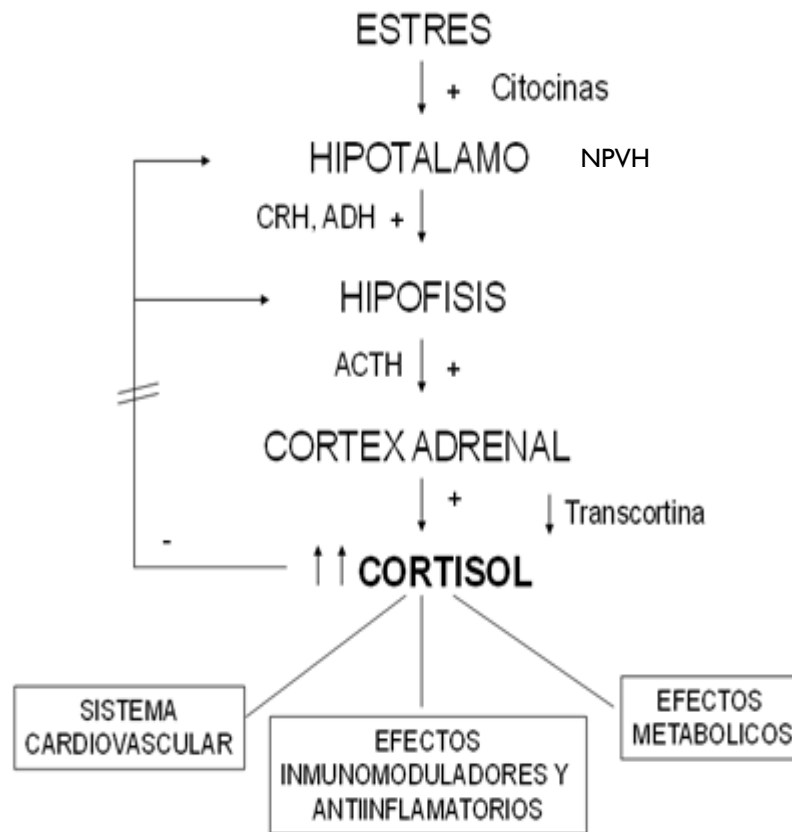 ESTRES
+ Citocinas
HIPOTALAMO NPVH
CRH, ADH +
HIPOFISIS
ACTH +
CORTEX ADRENAL
+ Transcortina
-
CORTISOL
SISTEMA
CARDIOVASCULAR
EFECTOS
INMUNOMODULADORES Y
ANTIINFLAMATORIOS
EFECTOS
METABOLICOS